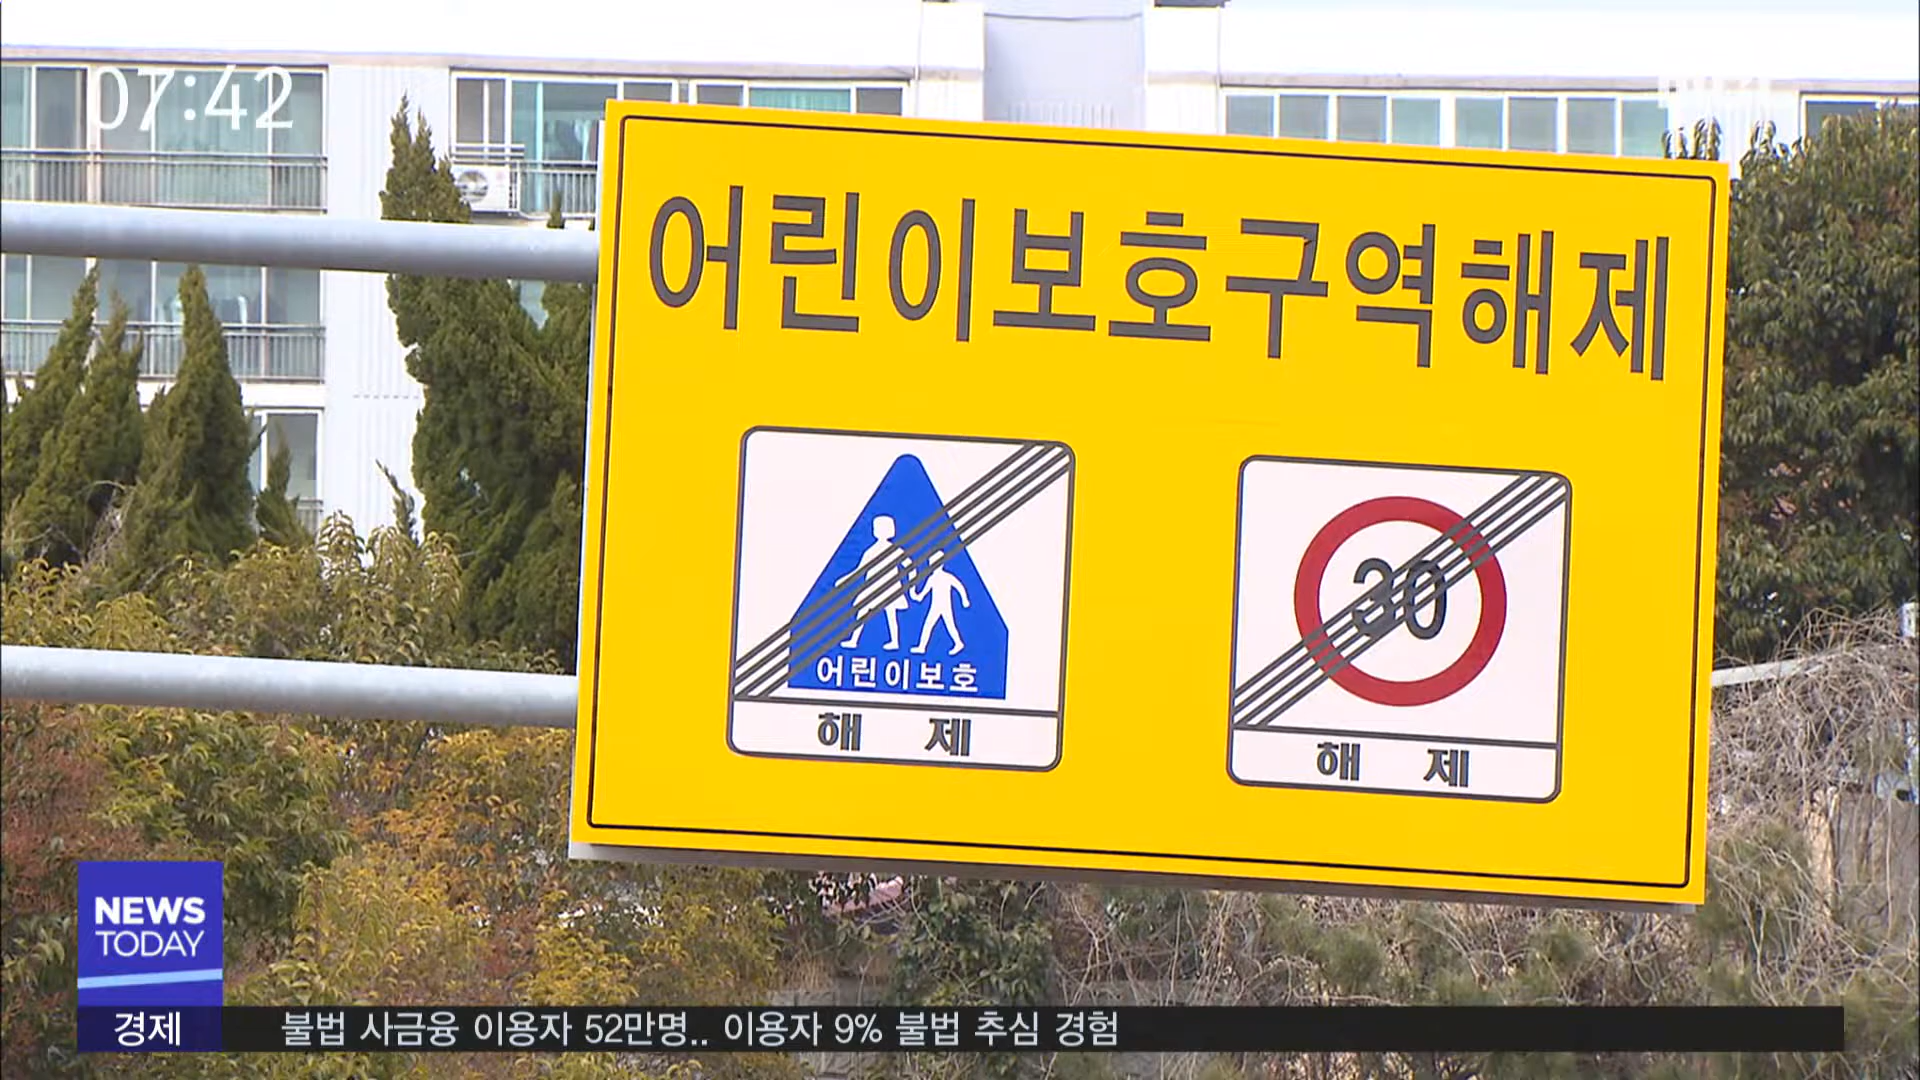 07:42
어린이보호구역해제
어린이보호
해 제
30
해 제
NEWS
TODAY
경제
불법 사금융 이용자 52만명.. 이용자 9% 불법 추심 경험